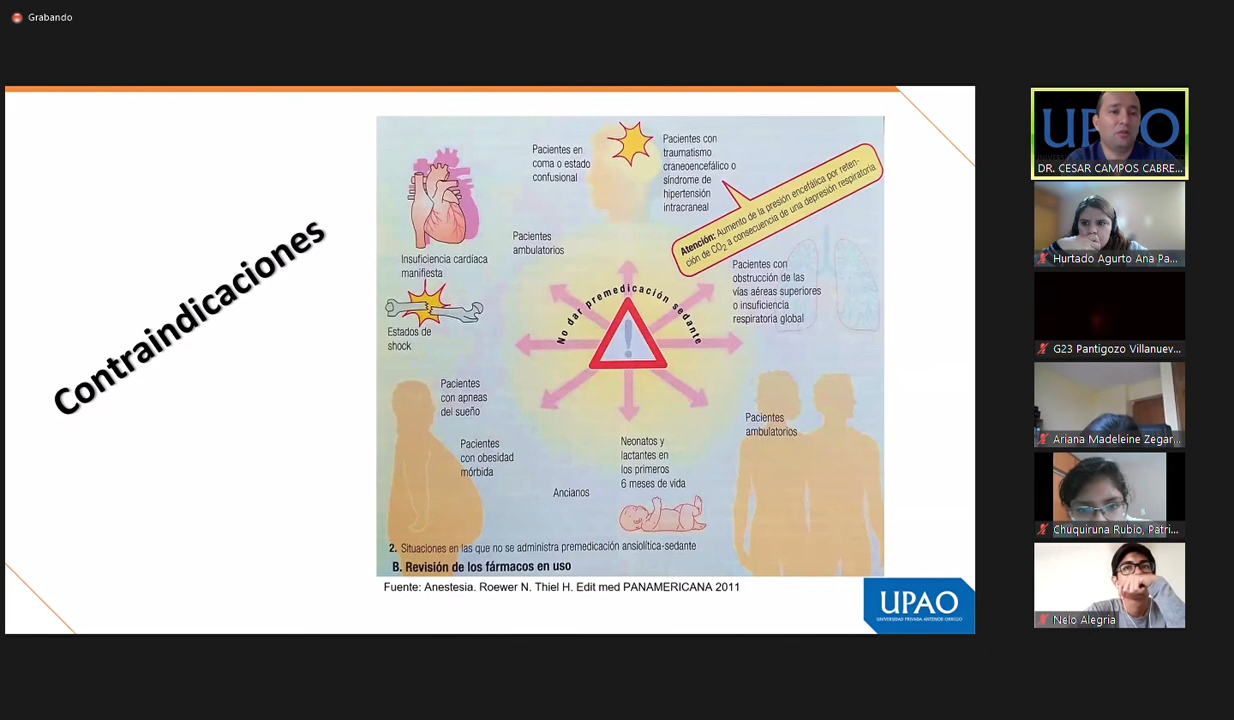 Grabando
Contraindicaciones
Pacientes en
coma o estado
confusional
Pacientes con
traumatismo
craneoencefálico o
síndrome de
hipertensión
intracraneal
Atención: Aumento de la presión encefálica por reten-
ción de CO2 a consecuencia de una depresión respiratoria
Insuficiencia cardíaca
manifiesta
Pacientes
ambulatorios
Pacientes con
obstrucción de las
vías aéreas superiores
o insuficiencia
respiratoria global
Estados de
shock
No dar premedicación sedante
Pacientes
con apneas
del sueño
Pacientes
con obesidad
mórbida
Ancianos
Neonatos y
lactantes en
los primeros
6 meses de vida
Pacientes
ambulatorios
2. Situaciones en las que no se administra premedicación ansiolítica-sedante
B. Revisión de los fármacos en uso
Fuente: Anestesia. Roewer N. Thiel H. Edit med PANAMERICANA 2011
UPAO
UNIVERSIDAD PRIVADA ANTENOR ORREGO
UPAO
DR. CESAR CAMPOS CABRE...
Hurtado Agurto Ana Pa...
G23 Pantigozo Villanuev...
Ariana Madeleine Zegar...
Chuquiruna Rubio, Patri...
Nelo Alegria